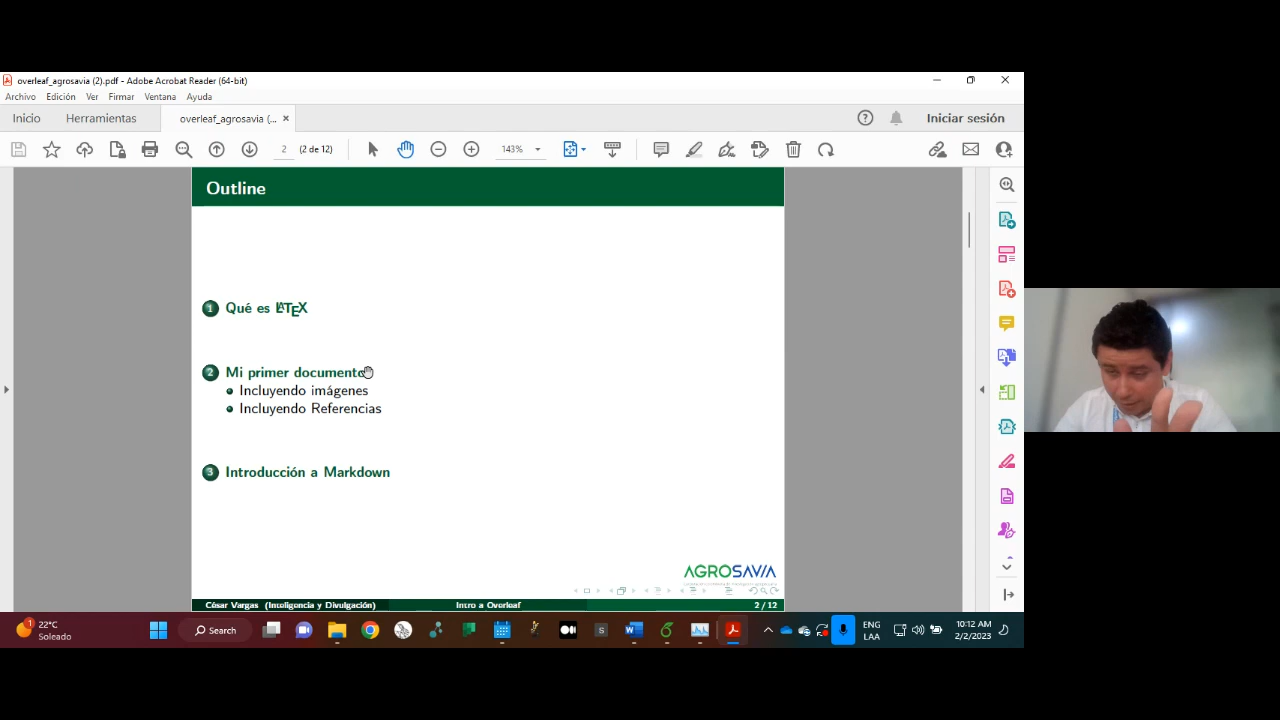 overleaf_agrosavia (2).pdf - Adobe Acrobat Reader (64-bit)
Archivo Edición Ver Firmar Ventana Ayuda
Inicio Herramientas overleaf_agrosavia (... × Iniciar sesión
2 (2 de 12) 143%
Outline
1 Qué es LATEX
2 Mi primer documento
Incluyendo imágenes
Incluyendo Referencias
3 Introducción a Markdown
AGROSAVIA
César Vargas (Inteligencia y Divulgación) Intro a Overleaf 2 / 12
1 22°C Soleado
Search
ENG
LAA
10:12 AM
2/2/2023